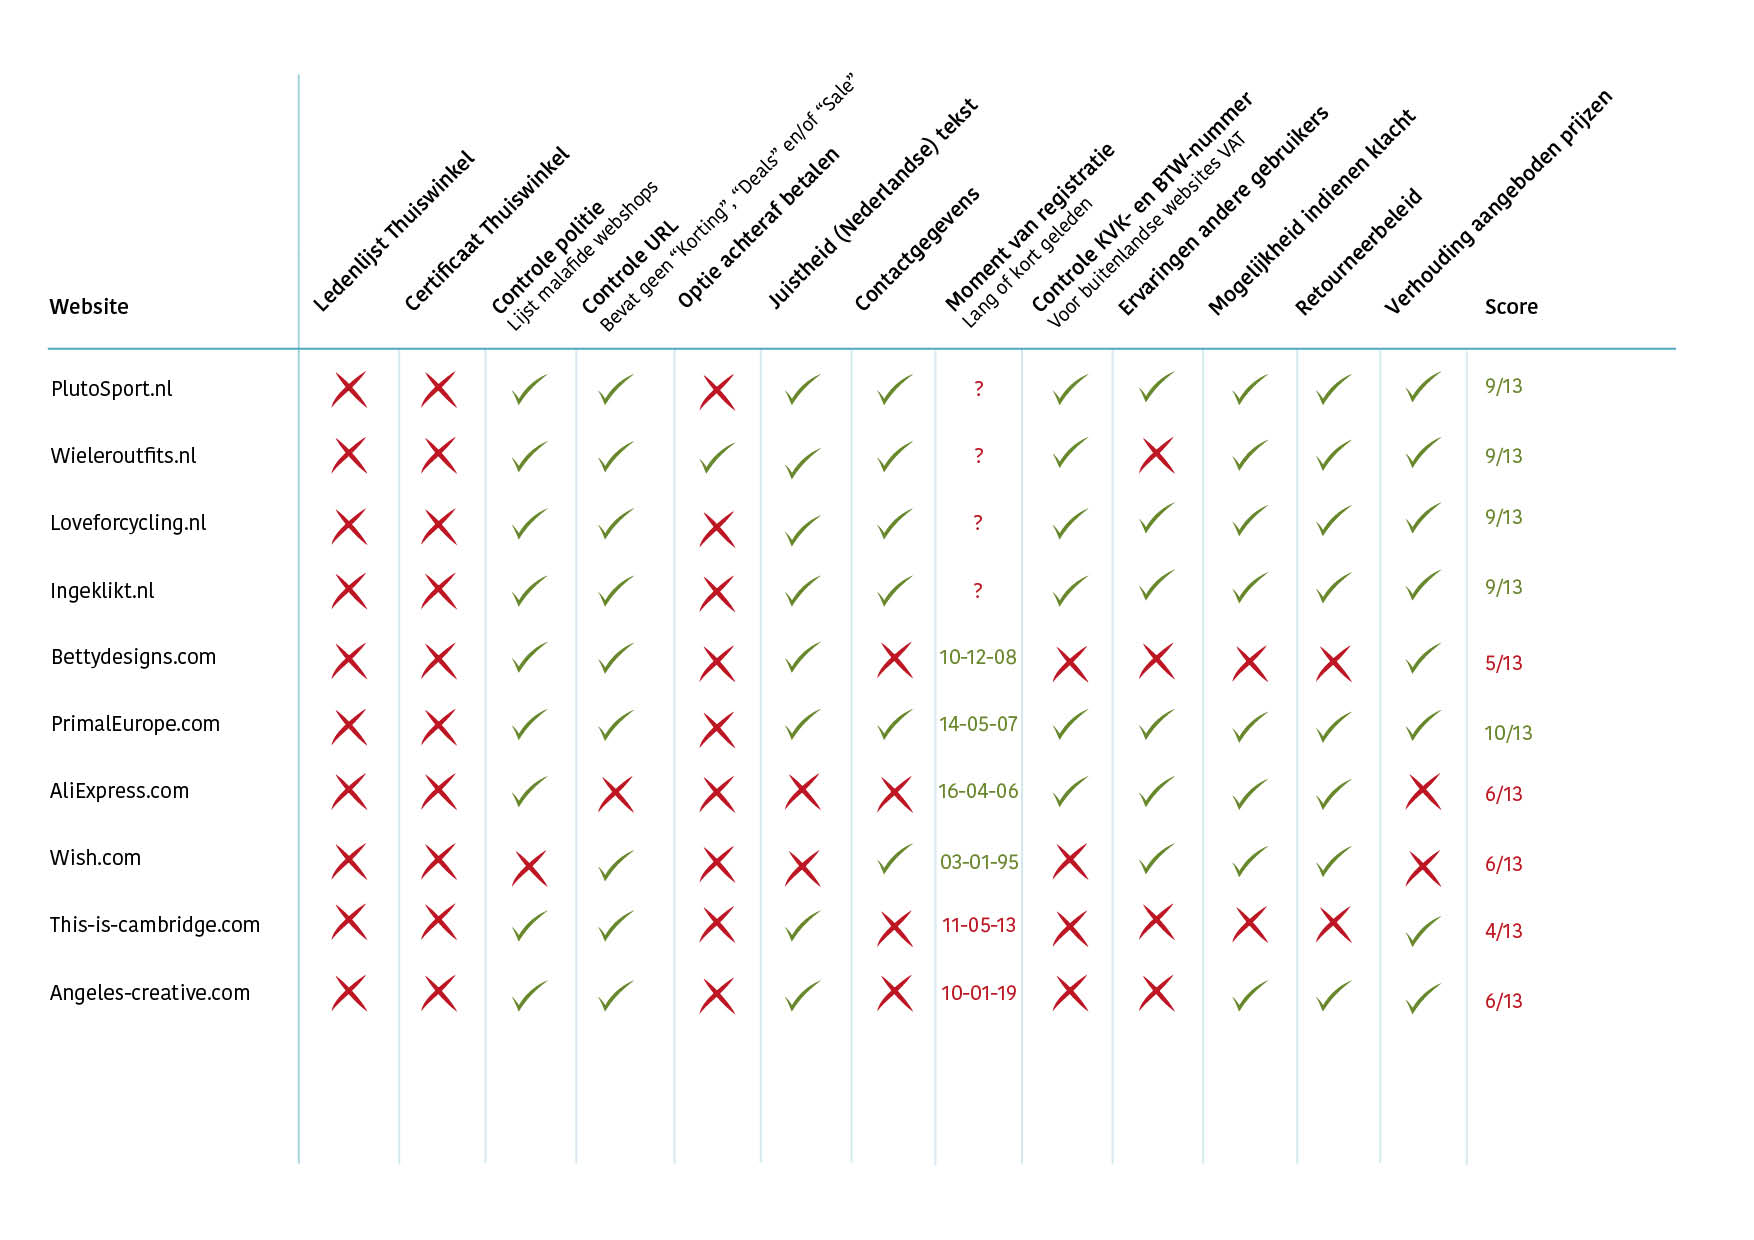 Website
Ledenlijst Thuiswinkel
Certificaat Thuiswinkel
Controle politie
Lijst malafide webshops
Controle URL
Bevat geen “Korting”,“Deals” en/of “Sale”
Optie achteraf betalen
Juistheid (Nederlandse) tekst
Contactgegevens
Moment van registratie
Lang of kort geleden
Controle KVK- en BTW-nummer
Voor buitenlandse websites VAT
Ervaringen andere gebruikers
Mogelijkheid indienen klacht
Retourneerbeleid
Verhouding aangeboden prijzen
Score
PlutoSport.nl ? 9/13
Wieleroutfits.nl ? 9/13
Loveforcycling.nl ? 9/13
Ingeklikt.nl ? 9/13
Bettydesigns.com 10-12-08 5/13
PrimalEurope.com 14-05-07 10/13
AliExpress.com 16-04-06 6/13
Wish.com 03-01-95 6/13
This-is-cambridge.com 11-05-13 4/13
Angeles-creative.com 10-01-19 6/13